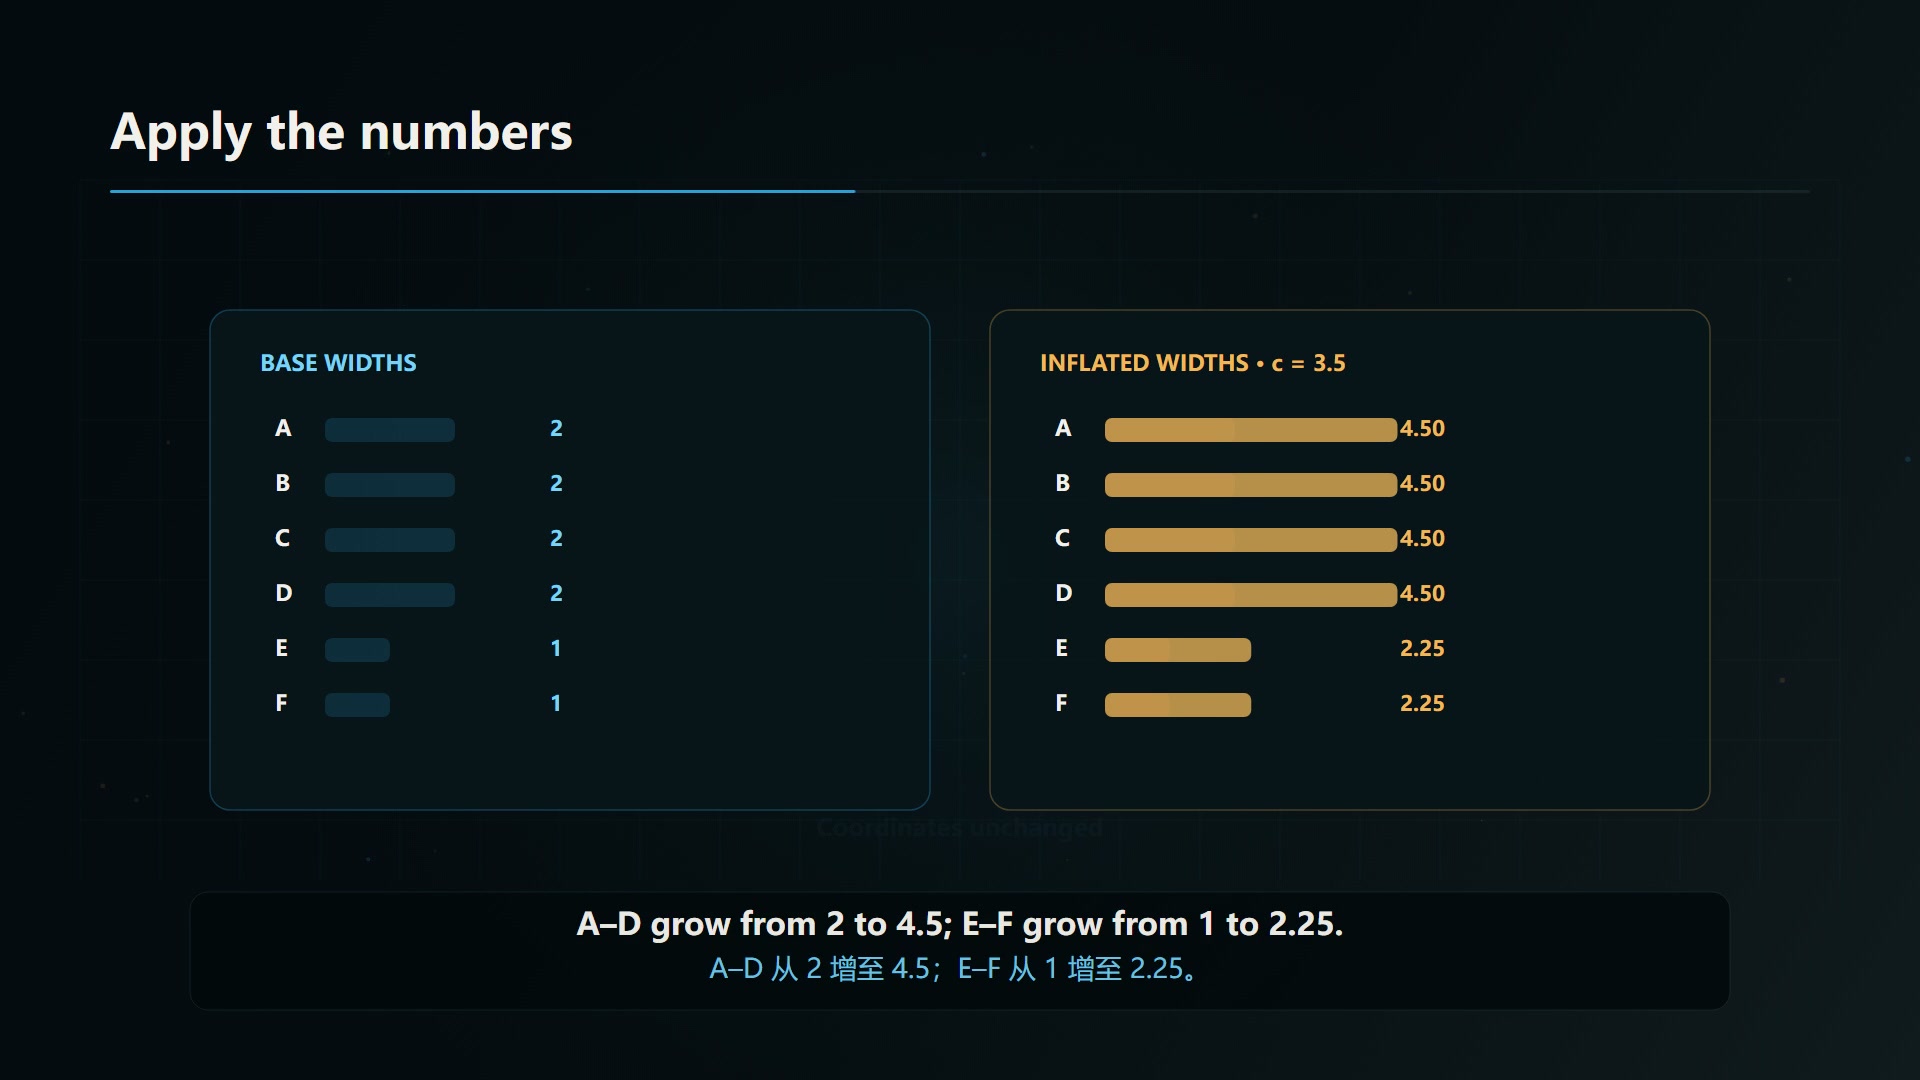 Apply the numbers
BASE WIDTHS
A 2
B 2
C 2
D 2
E 1
F 1
INFLATED WIDTHS • c = 3.5
A 4.50
B 4.50
C 4.50
D 4.50
E 2.25
F 2.25
Coordinates unchanged
A–D grow from 2 to 4.5; E–F grow from 1 to 2.25.
A–D 从 2 增至 4.5；E–F 从 1 增至 2.25。